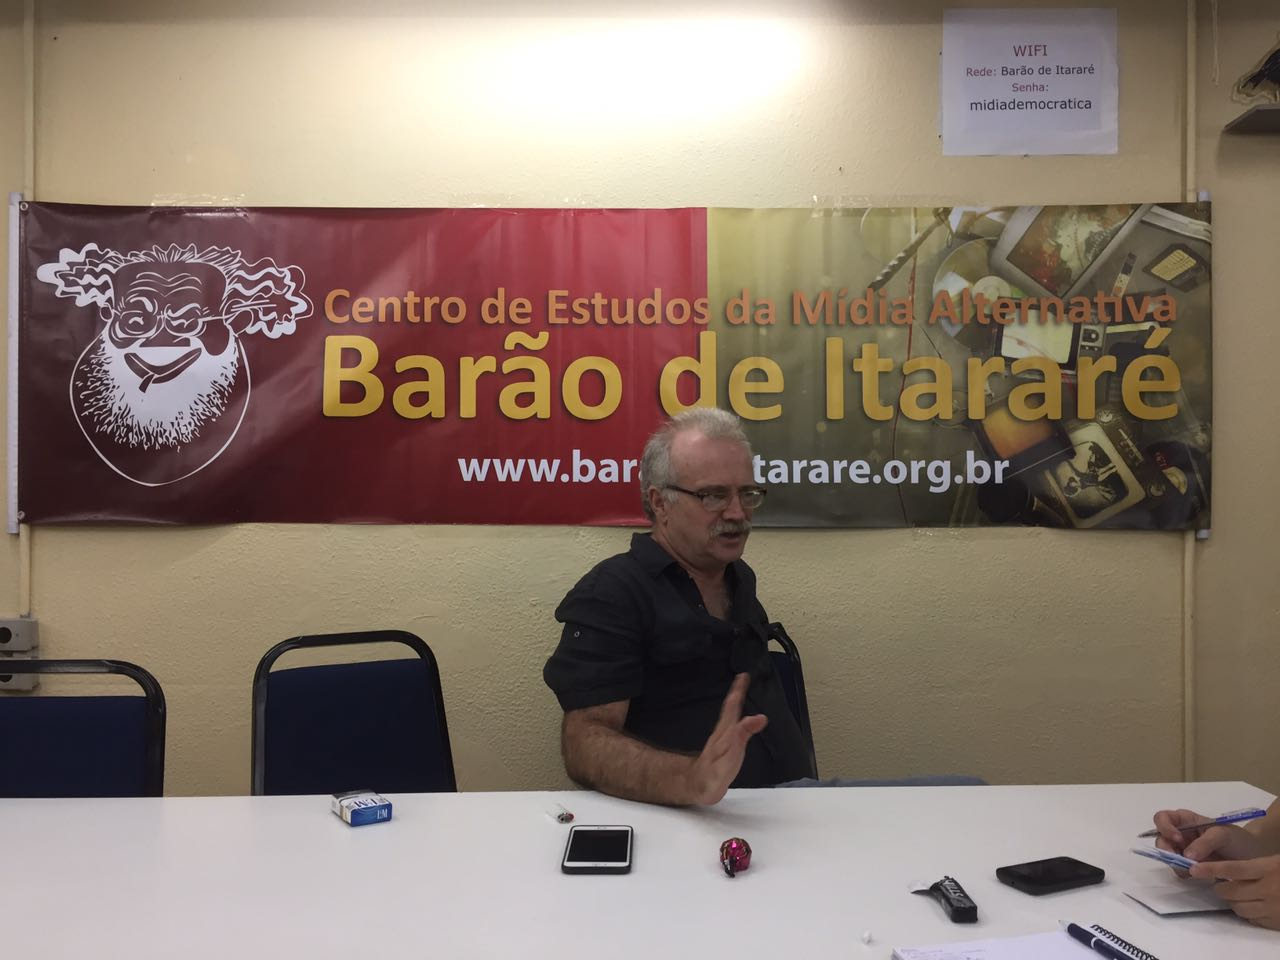 WIFI
Rede: Barão de Itararé
Senha:
midiademocratica
Centro de Estudos da Mídia Alternativa
Barão de Itararé
www.bara tarare.org.br
L&M